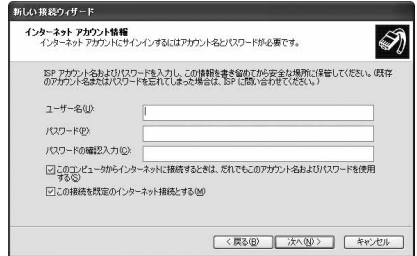 新しい接続ウィザード
インターネット アカウント情報
インターネット アカウントにサインインするにはアカウント名とパスワードが必要です。
ISP アカウント名およびパスワードを入力し、この情報を書き留めてから安全な場所に保管してください。(既存
のアカウント名またはパスワードを忘れてしまった場合は、ISP に問い合わせてください。)
ユーザー名(U):
パスワード(P):
パスワードの確認入力(C):
このコンピュータからインターネットに接続するときは、だれでもこのアカウント名およびパスワードを使用
する(S)
この接続を既定のインターネット接続とする(M)
< 戻る(B)
次へ(N) >
キャンセル